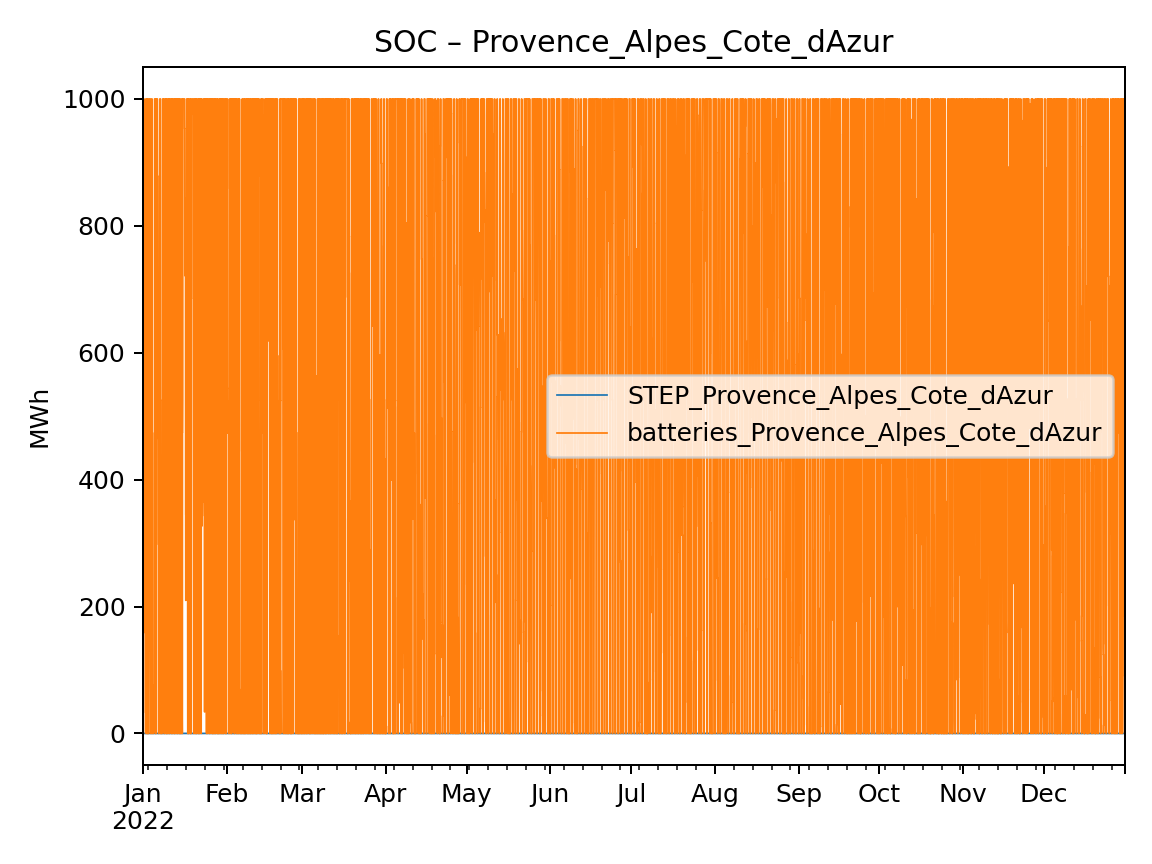 SOC – Provence_Alpes_Cote_dAzur
1000
800
600
400
200
0
MWh
STEP_Provence_Alpes_Cote_dAzur
batteries_Provence_Alpes_Cote_dAzur
Jan Feb Mar Apr May Jun Jul Aug Sep Oct Nov Dec
2022